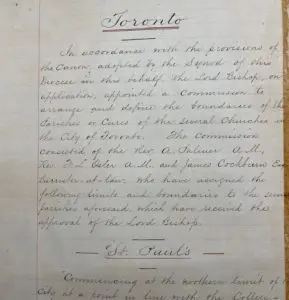 Toronto
In accordance with the provisions of
the Canon, adopted by the Synod of this
Diocese in this behalf, the Lord Bishop, on
application, appointed a Commission to
arrange and define the boundaries of the
Parishes or Cures of the several Churches in
the City of Toronto. The Commission
consisted of the Rev. A. A.M.,
Rev. F. L. Osler A.M. and James Cockburn Esq
Barrister-at-law, who have assigned the
following limits and boundaries to the
parishes aforesaid, which have received the
approval of the Lord Bishop.
St. Paul's
"Commencing at the northern limit of the
City at a point in line with the College